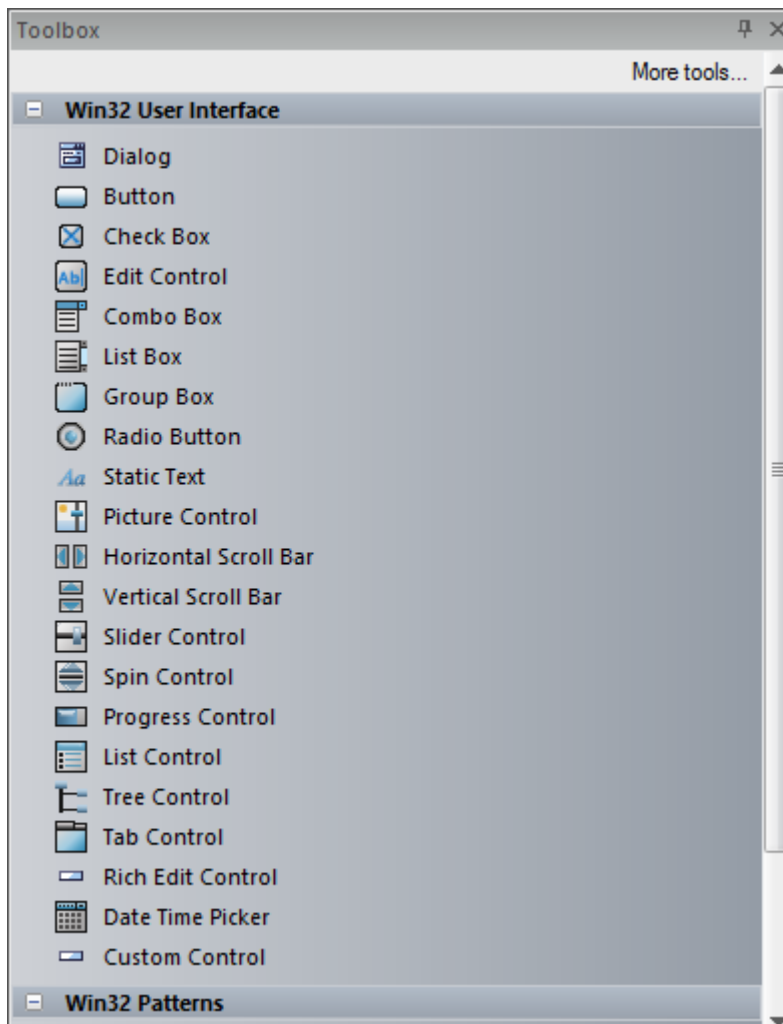 Toolbox
More tools...
Win32 User Interface
Dialog
Button
Check Box
Ab Edit Control
Combo Box
List Box
Group Box
Radio Button
Aa Static Text
Picture Control
Horizontal Scroll Bar
Vertical Scroll Bar
Slider Control
Spin Control
Progress Control
List Control
Tree Control
Tab Control
Rich Edit Control
Date Time Picker
Custom Control
Win32 Patterns